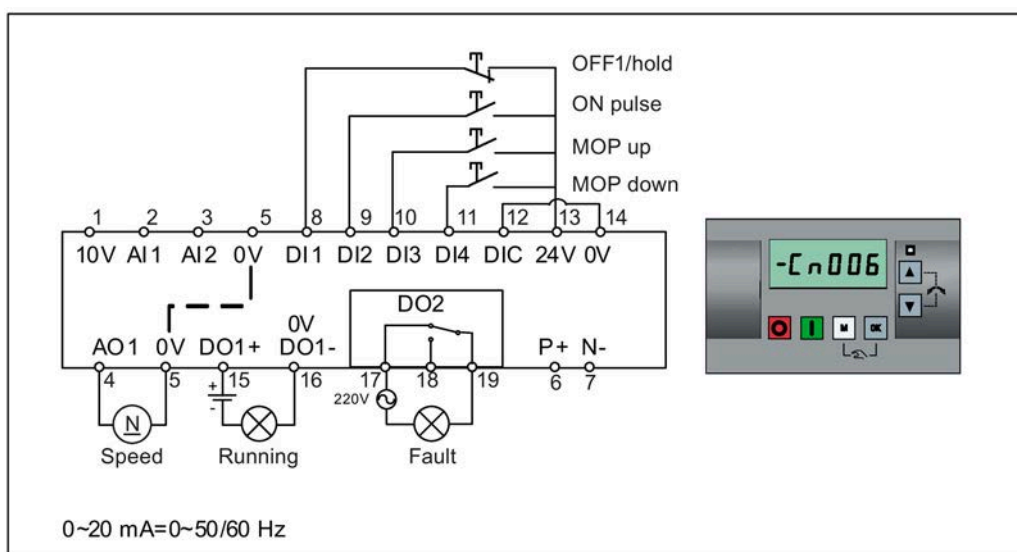 OFF1/hold
ON pulse
MOP up
MOP down
1 2 3 5 8 9 10 11 12 13 14
10V AI1 AI2 0V DI1 DI2 DI3 DI4 DIC 24V 0V
-Cn006
DO2
0V
AO1 0V DO1+ DO1- P+ N-
M OK
4 5 15 16 17 18 19 6 7
+
-
220V
N
Speed Running Fault
0~20 mA=0~50/60 Hz